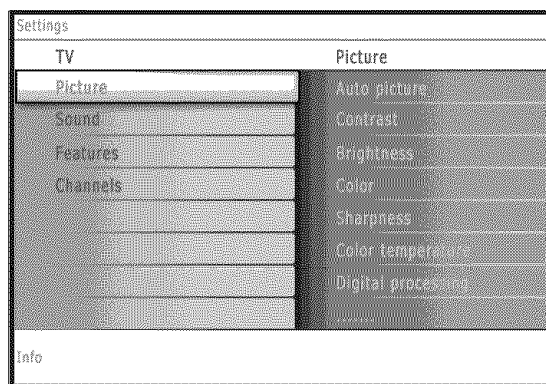 Settings
TV
Picture
Picture
Sound
Features
Channels
Auto picture
Contrast
Brightness
Color
Sharpness
Color temperature
Digital processing
.......
Info